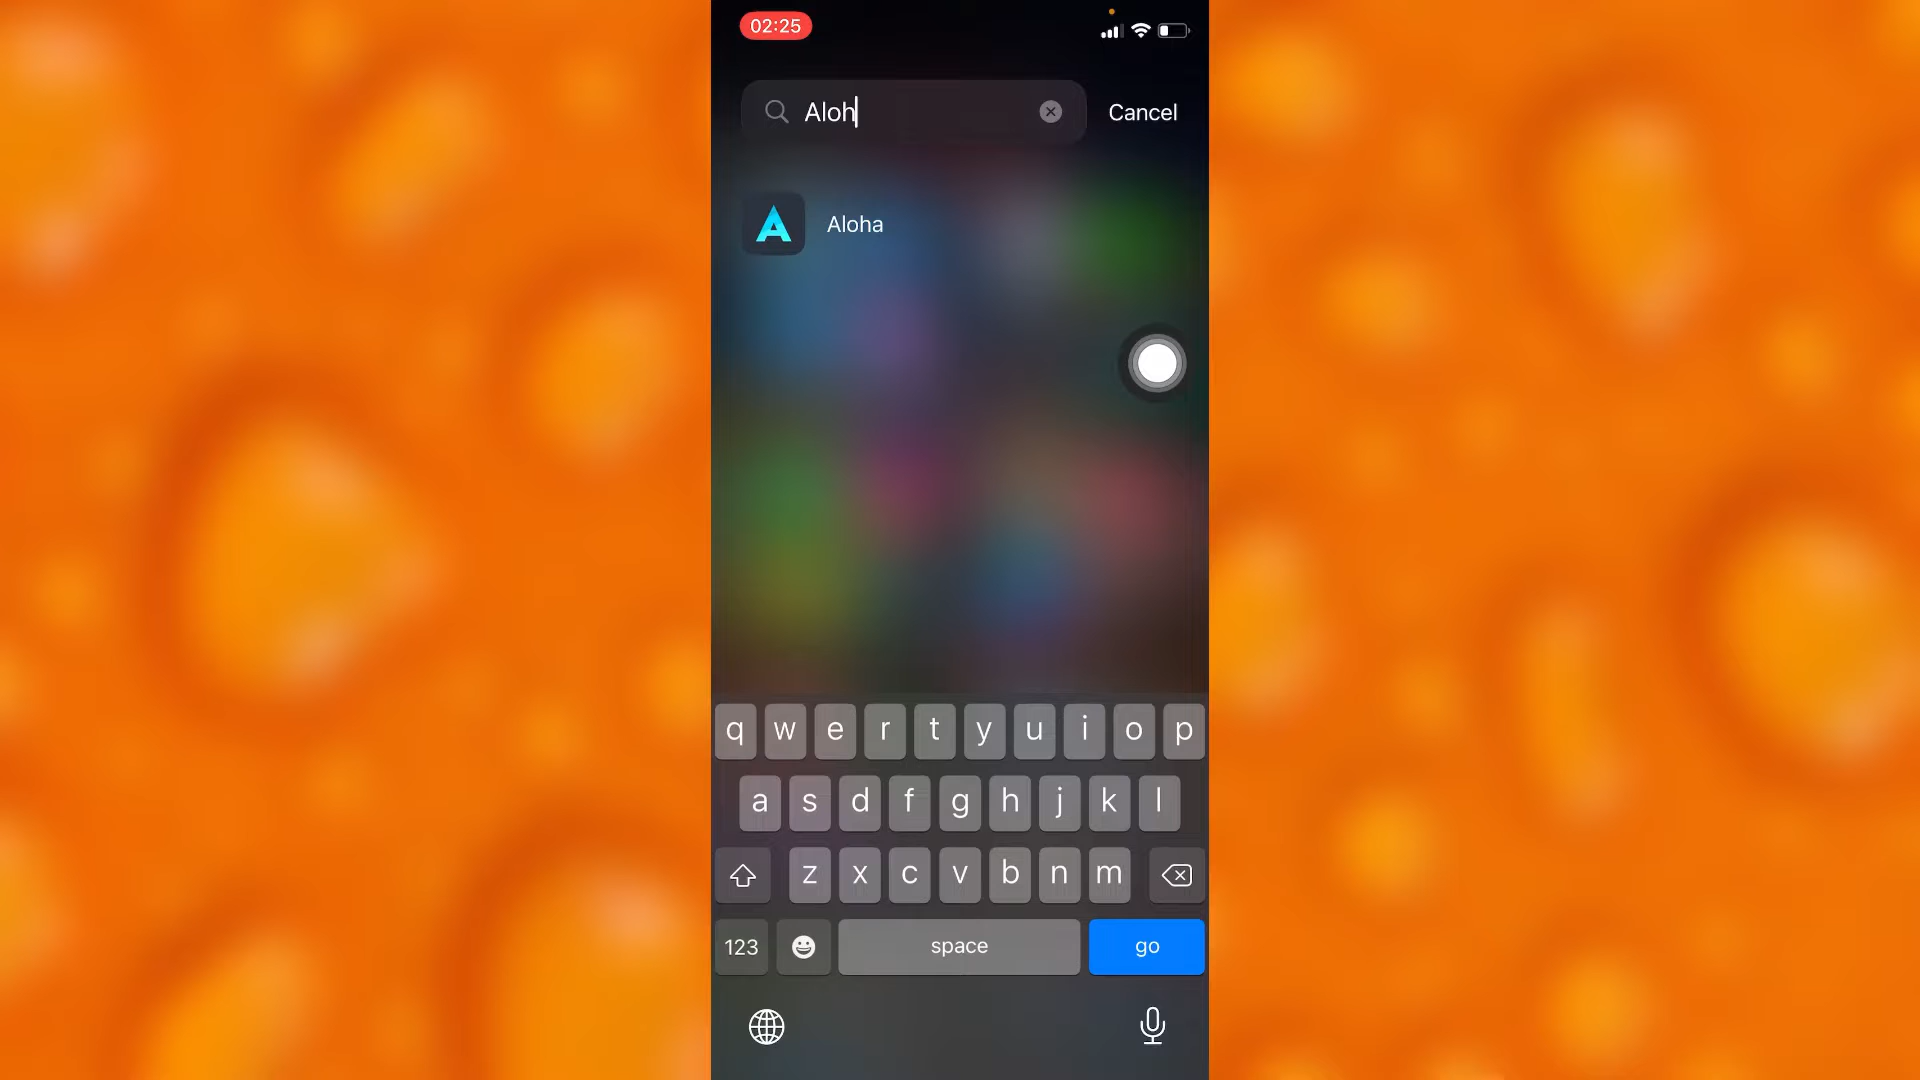 02:25
Aloh
Cancel
Aloha
q w e r t y u i o p
a s d f g h j k l
z x c v b n m
123 space go